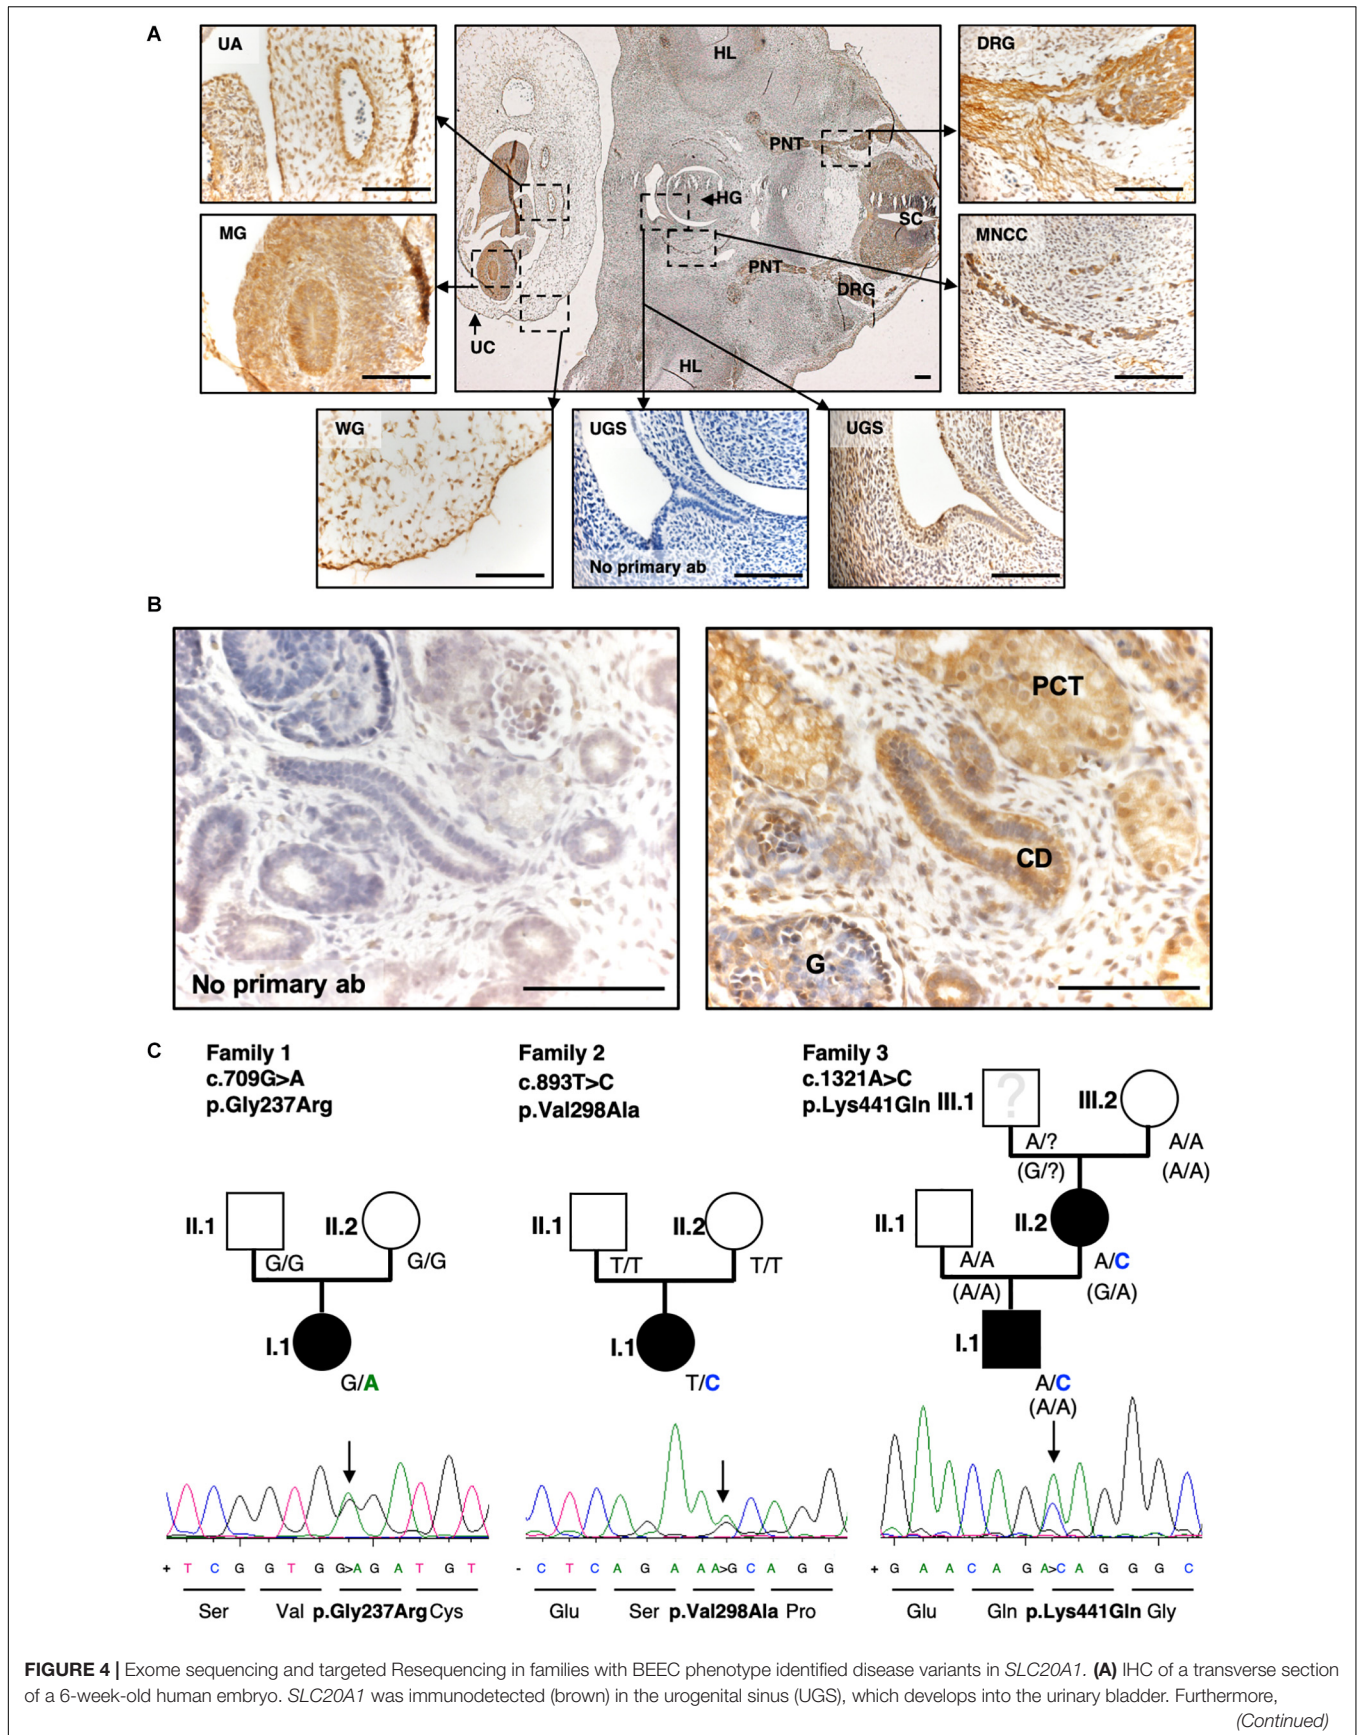 A
UA
HL
DRG
PNT
HG
SC
MG
MNCC
PNT
DRG
UC
HL
WG
UGS
No primary ab
UGS
B
No primary ab
PCT
CD
G
C
Family 1
c.709G>A
p.Gly237Arg
Family 2
c.893T>C
p.Val298Ala
Family 3
c.1321A>C
p.Lys441Gln
III.1
?
III.2
A/?
(G/?)
A/A
(A/A)
II.1
II.2
G/G
G/G
II.1
II.2
T/T
T/T
II.1
II.2
A/A
(A/A)
A/C
(G/A)
I.1
G/A
I.1
T/C
I.1
A/C
(A/A)
+ T C G G T G G>A G A T G T
Ser Val p.Gly237Arg Cys
- C T C A G A A A>G C A G G
Glu Ser p.Val298Ala Pro
+ G A A C A G A>C A G G G C
Glu Gln p.Lys441Gln Gly
FIGURE 4 | Exome sequencing and targeted Resequencing in families with BEEC phenotype identified disease variants in SLC20A1. (A) IHC of a transverse section
of a 6-week-old human embryo. SLC20A1 was immunodetected (brown) in the urogenital sinus (UGS), which develops into the urinary bladder. Furthermore,
(Continued)